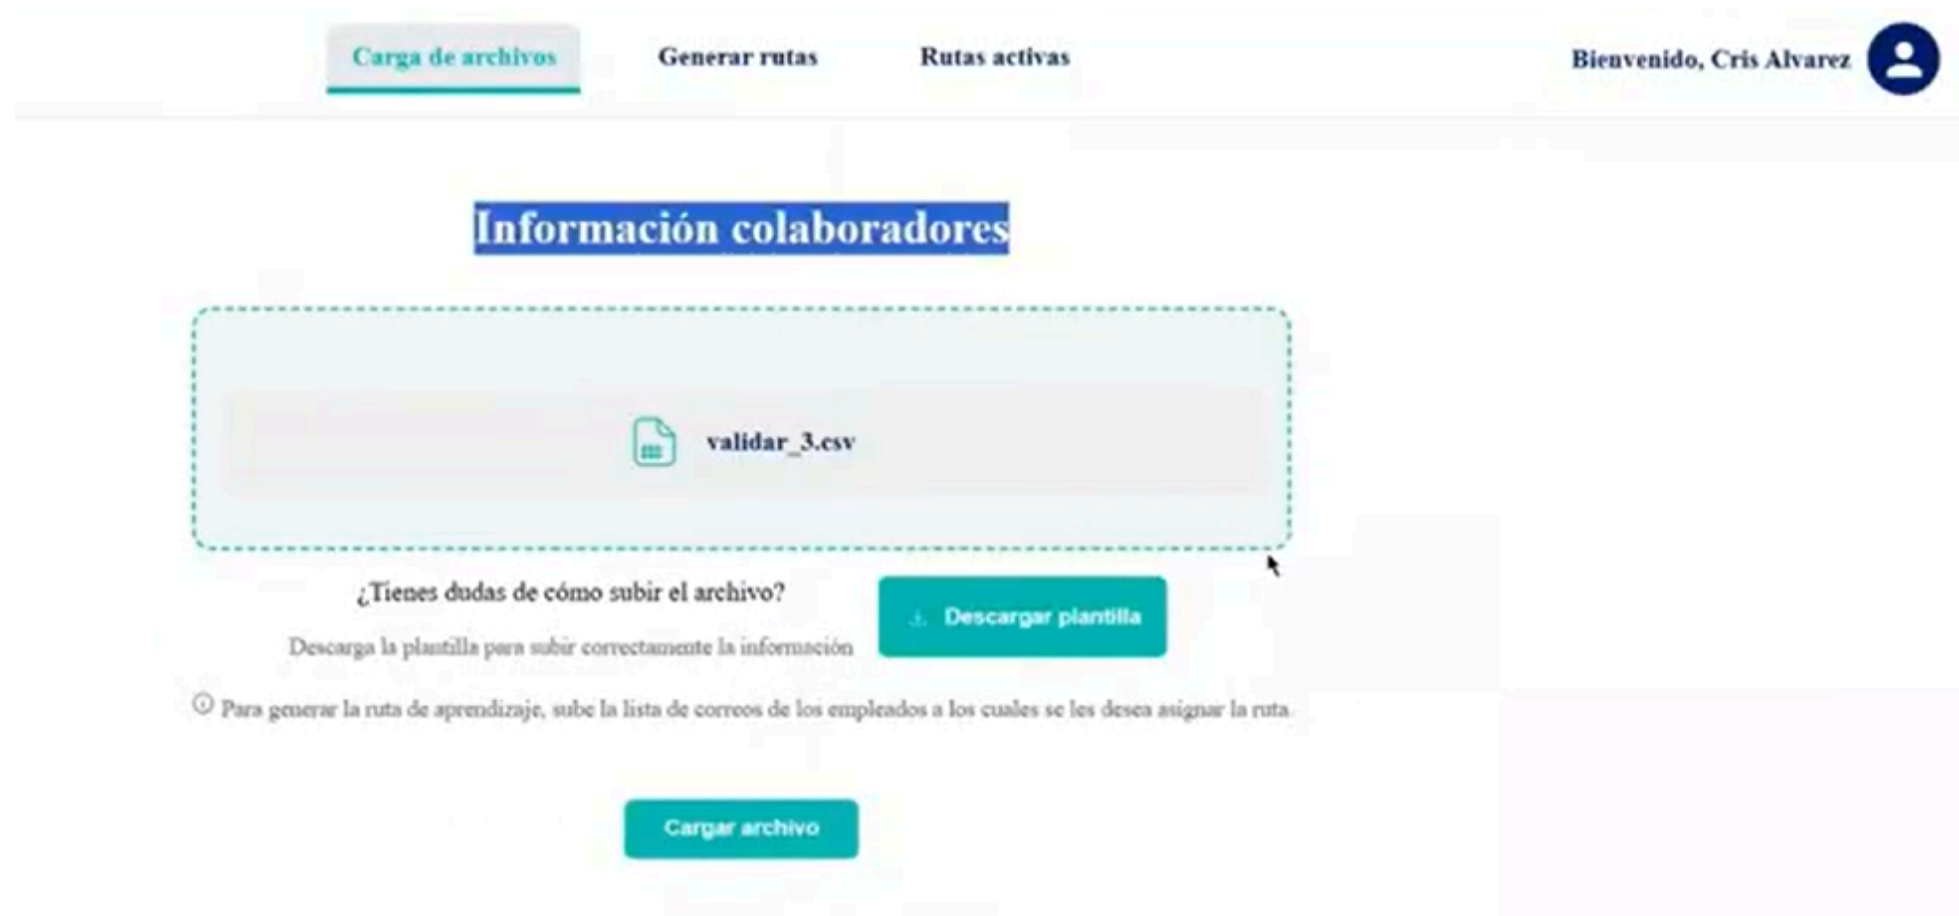 Carga de archivos Generar rutas Rutas activas Bienvenido, Cris Alvarez
Información colaboradores
validar_3.csv
¿Tienes dudas de cómo subir el archivo?
Descargar plantilla
Descarga la plantilla para subir correctamente la información
Para generar la ruta de aprendizaje, sube la lista de correos de los empleados a los cuales se les desea asignar la ruta
Cargar archivo